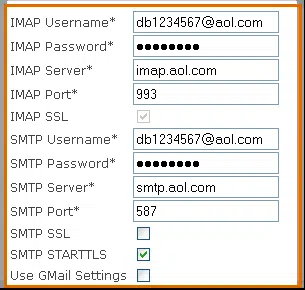 IMAP Username* db1234567@aol.com
IMAP Password* ●●●●●●●●
IMAP Server* imap.aol.com
IMAP Port* 993
IMAP SSL
SMTP Username* db1234567@aol.com
SMTP Password* ●●●●●●●●
SMTP Server* smtp.aol.com
SMTP Port* 587
SMTP SSL
SMTP STARTTLS
Use GMail Settings